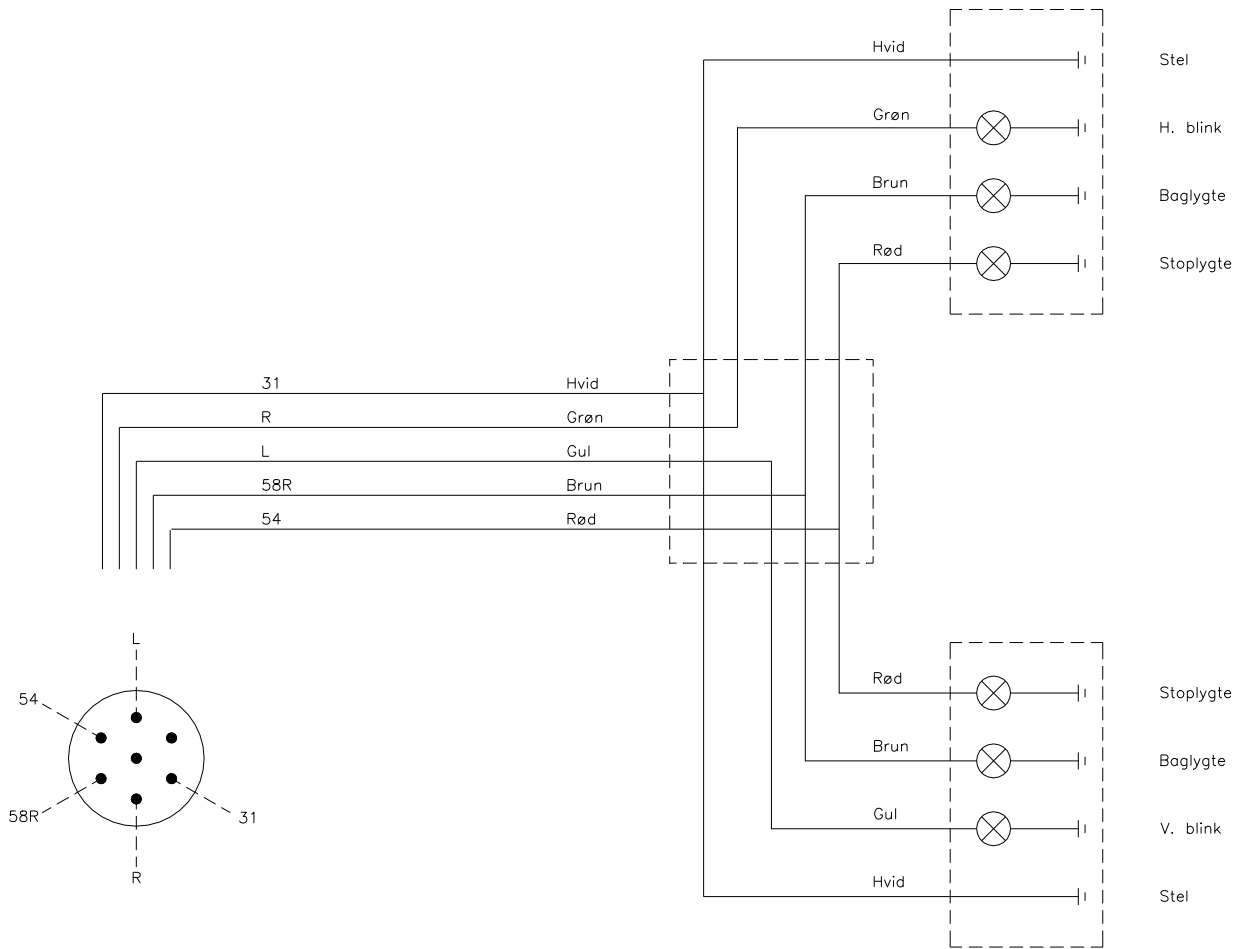 Hvid Stel
Grøn H. blink
Brun Baglygte
Rød Stoplygte
31 Hvid
R Grøn
L Gul
58R Brun
54 Rød
L
54
58R
31
R
Rød Stoplygte
Brun Baglygte
Gul V. blink
Hvid Stel